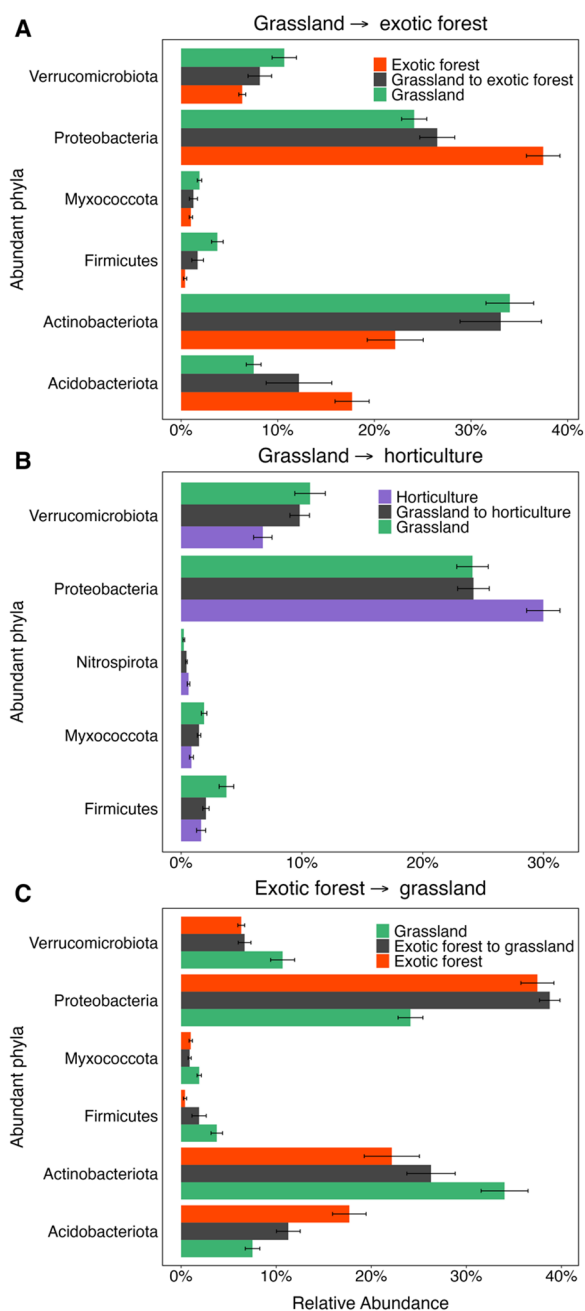 A
Grassland → exotic forest
Exotic forest
Grassland to exotic forest
Grassland
Abundant phyla
Verrucomicrobiota
Proteobacteria
Myxococcota
Firmicutes
Actinobacteriota
Acidobacteriota
0% 10% 20% 30% 40%
B
Grassland → horticulture
Horticulture
Grassland to horticulture
Grassland
Abundant phyla
Verrucomicrobiota
Proteobacteria
Nitrospirota
Myxococcota
Firmicutes
0% 10% 20% 30%
C
Exotic forest → grassland
Grassland
Exotic forest to grassland
Exotic forest
Abundant phyla
Verrucomicrobiota
Proteobacteria
Myxococcota
Firmicutes
Actinobacteriota
Acidobacteriota
0% 10% 20% 30% 40%
Relative Abundance